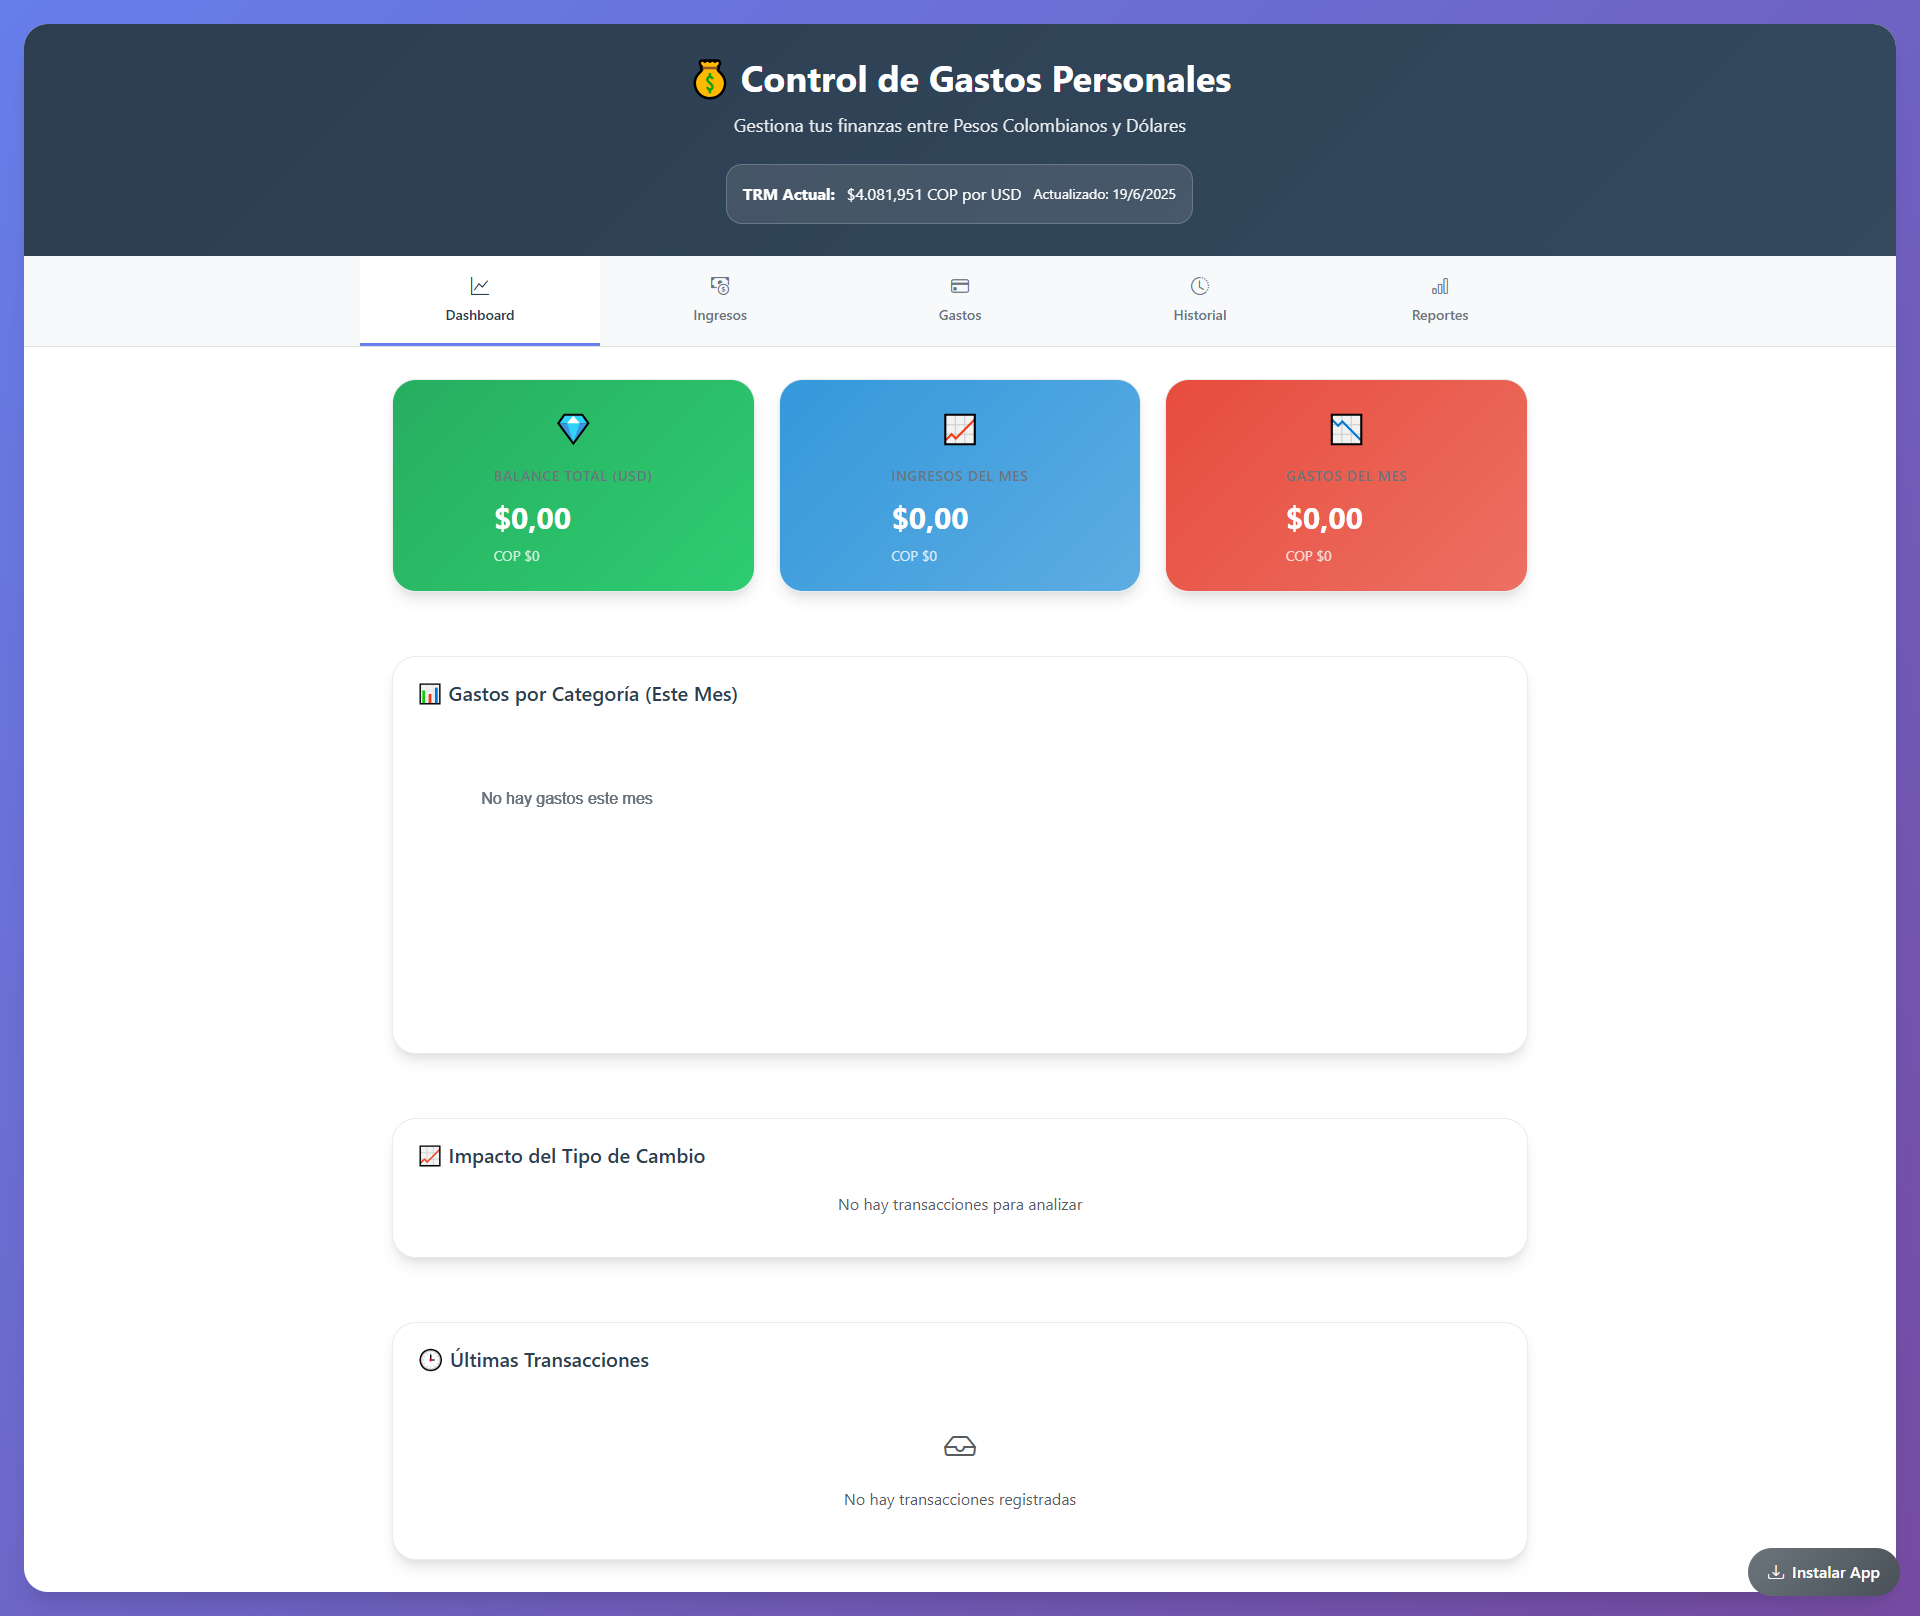 Control de Gastos Personales
Gestiona tus finanzas entre Pesos Colombianos y Dólares
TRM Actual: $4.081,951 COP por USD Actualizado: 19/6/2025
Dashboard
Ingresos
Gastos
Historial
Reportes
BALANCE TOTAL (USD)
$0,00
COP $0
INGRESOS DEL MES
$0,00
COP $0
GASTOS DEL MES
$0,00
COP $0
Gastos por Categoría (Este Mes)
No hay gastos este mes
Impacto del Tipo de Cambio
No hay transacciones para analizar
Últimas Transacciones
No hay transacciones registradas
Instalar App